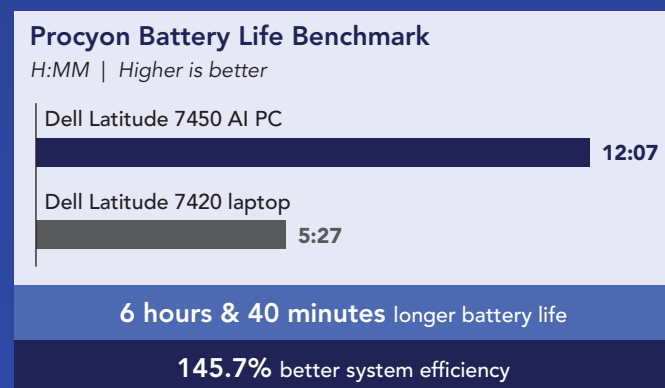 Procyon Battery Life Benchmark
H:MM | Higher is better
Dell Latitude 7450 AI PC
12:07
Dell Latitude 7420 laptop
5:27
6 hours & 40 minutes longer battery life
145.7% better system efficiency